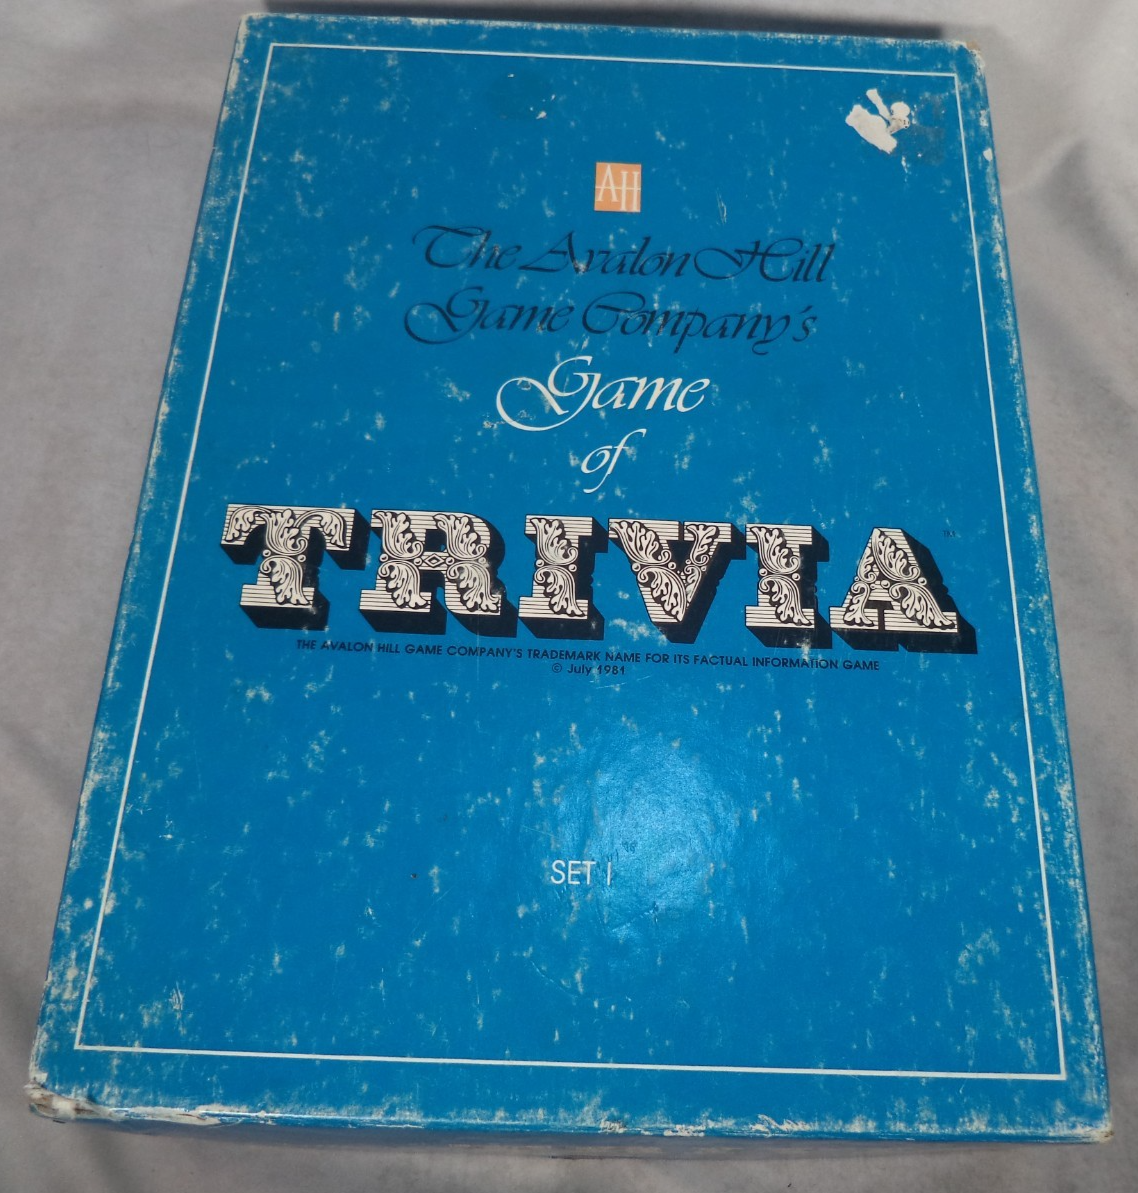 AH
The Avalon Hill
Game Company's
Game
of
TRIVIA™
THE AVALON HILL GAME COMPANY'S TRADEMARK NAME FOR ITS FACTUAL INFORMATION GAME
© July 1981
SET I